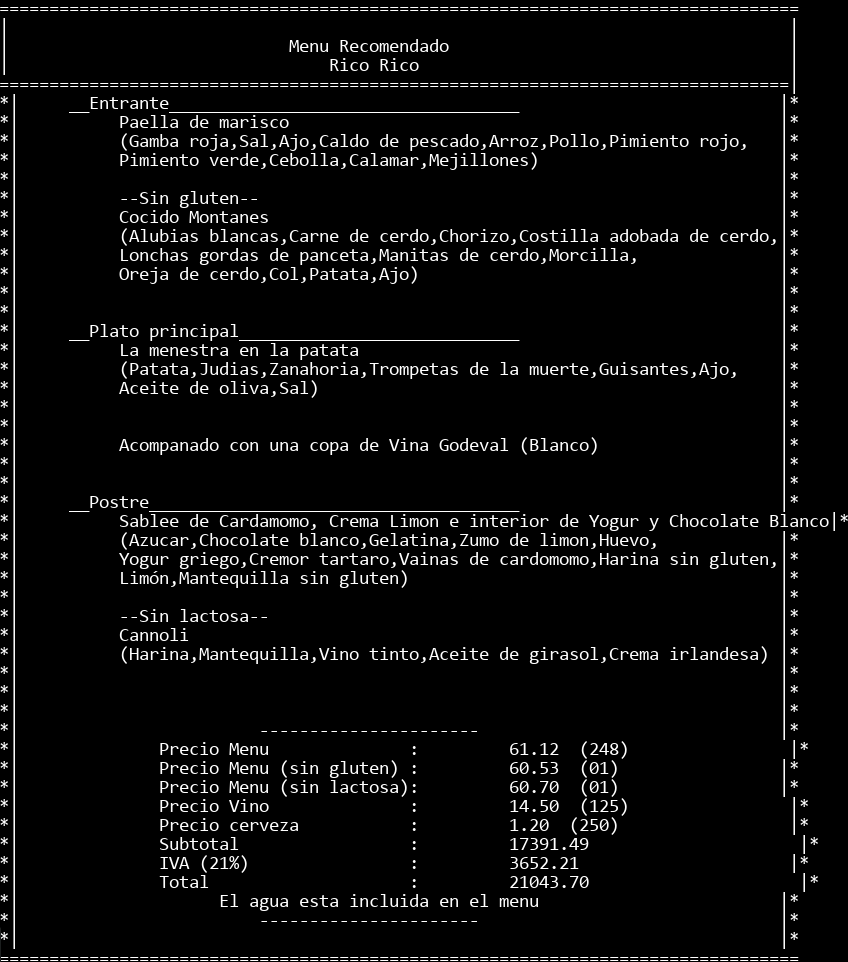 ===============================================================================
|                                                                              |
|                            Menu Recomendado                                  |
|                                Rico Rico                                     |
===============================================================================|
*|     __Entrante___________________________________                          |*
*|          Paella de marisco                                                 |*
*|          (Gamba roja,Sal,Ajo,Caldo de pescado,Arroz,Pollo,Pimiento rojo,   |*
*|          Pimiento verde,Cebolla,Calamar,Mejillones)                        |*
*|                                                                            |*
*|          --Sin gluten--                                                    |*
*|          Cocido Montanes                                                   |*
*|          (Alubias blancas,Carne de cerdo,Chorizo,Costilla adobada de cerdo,|*
*|          Lonchas gordas de panceta,Manitas de cerdo,Morcilla,              |*
*|          Oreja de cerdo,Col,Patata,Ajo)                                    |*
*|                                                                            |*
*|                                                                            |*
*|     __Plato principal____________________________                          |*
*|          La menestra en la patata                                          |*
*|          (Patata,Judias,Zanahoria,Trompetas de la muerte,Guisantes,Ajo,    |*
*|          Aceite de oliva,Sal)                                              |*
*|                                                                            |*
*|                                                                            |*
*|          Acompanado con una copa de Vina Godeval (Blanco)                  |*
*|                                                                            |*
*|                                                                            |*
*|     __Postre_____________________________________                          |*
*|          Sablee de Cardamomo, Crema Limon e interior de Yogur y Chocolate Blanco|*
*|          (Azucar,Chocolate blanco,Gelatina,Zumo de limon,Huevo,            |*
*|          Yogur griego,Cremor tartaro,Vainas de cardomomo,Harina sin gluten,|*
*|          Limón,Mantequilla sin gluten)                                     |*
*|                                                                            |*
*|          --Sin lactosa--                                                   |*
*|          Cannoli                                                           |*
*|          (Harina,Mantequilla,Vino tinto,Aceite de girasol,Crema irlandesa) |*
*|                                                                            |*
*|                                                                            |*
*|                                                                            |*
*|                        ----------------------                              |*
*|              Precio Menu              :         61.12  (248)                |*
*|              Precio Menu (sin gluten) :         60.53  (01)                |*
*|              Precio Menu (sin lactosa):         60.70  (01)                |*
*|              Precio Vino              :         14.50  (125)                |*
*|              Precio cerveza           :         1.20  (250)                 |*
*|              Subtotal                 :         17391.49                     |*
*|              IVA (21%)                :         3652.21                     |*
*|              Total                    :         21043.70                     |*
*|                    El agua esta incluida en el menu                        |*
*|                        ----------------------                              |*
*|                                                                            |*
===============================================================================